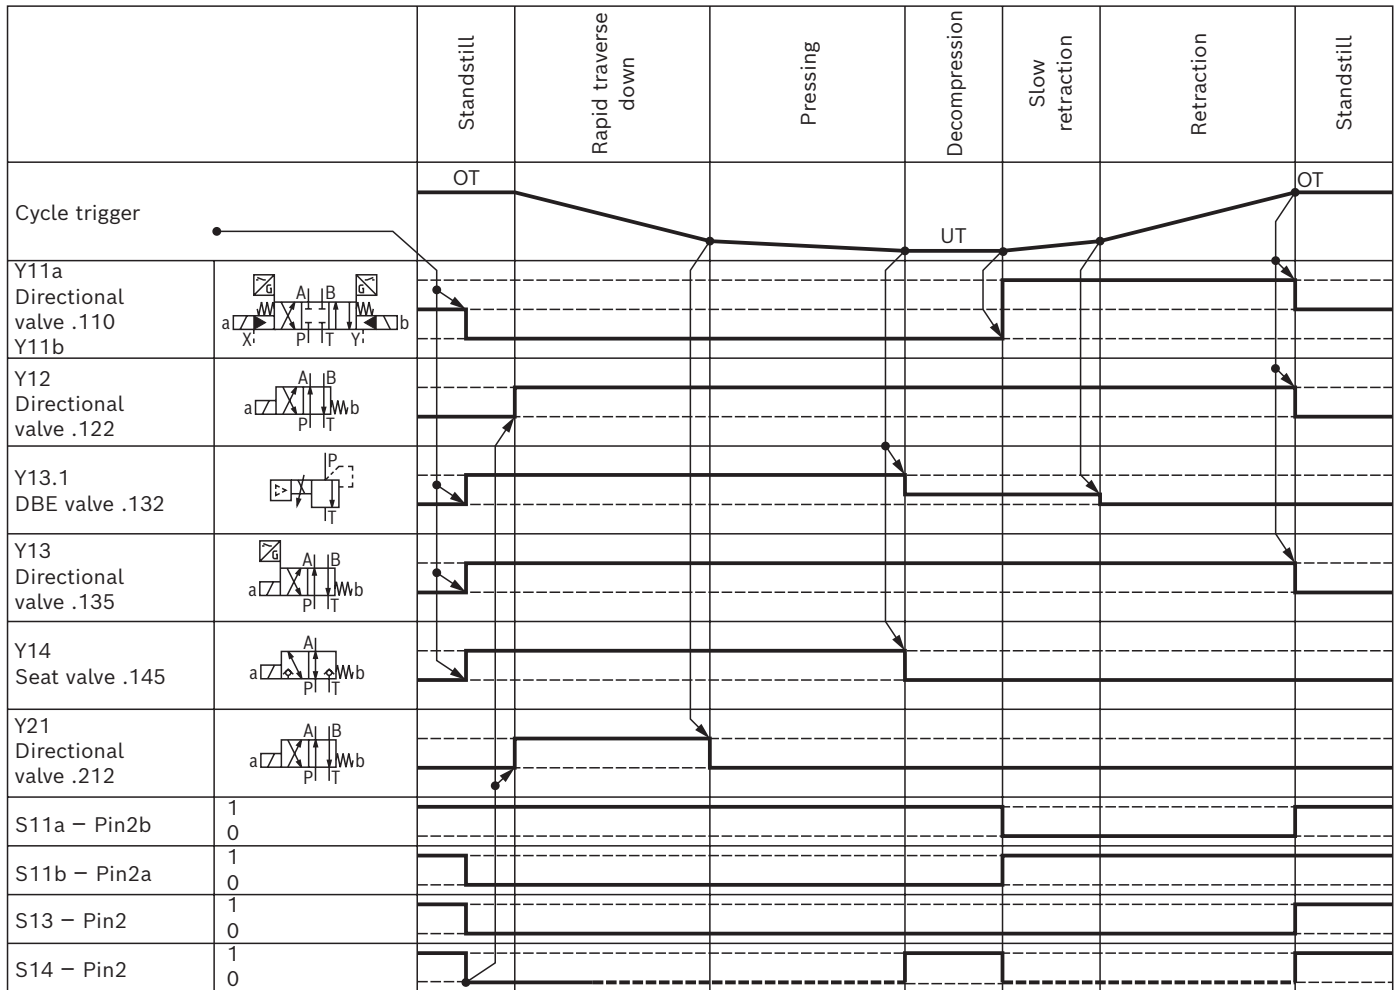 Standstill
Rapid traverse
down
Pressing
Decompression
Slow
retraction
Retraction
Standstill
Cycle trigger
OT
UT
OT
Y11a
Directional
valve .110
Y11b
G
G
A B
a
b
X
P T
Y
Y12
Directional
valve .122
A B
a
b
P T
Y13.1
DBE valve .132
P
T
Y13
Directional
valve .135
G
A B
a
b
P T
Y14
Seat valve .145
A
a
b
P T
Y21
Directional
valve .212
A B
a
b
P T
S11a – Pin2b
1
0
S11b – Pin2a
1
0
S13 – Pin2
1
0
S14 – Pin2
1
0